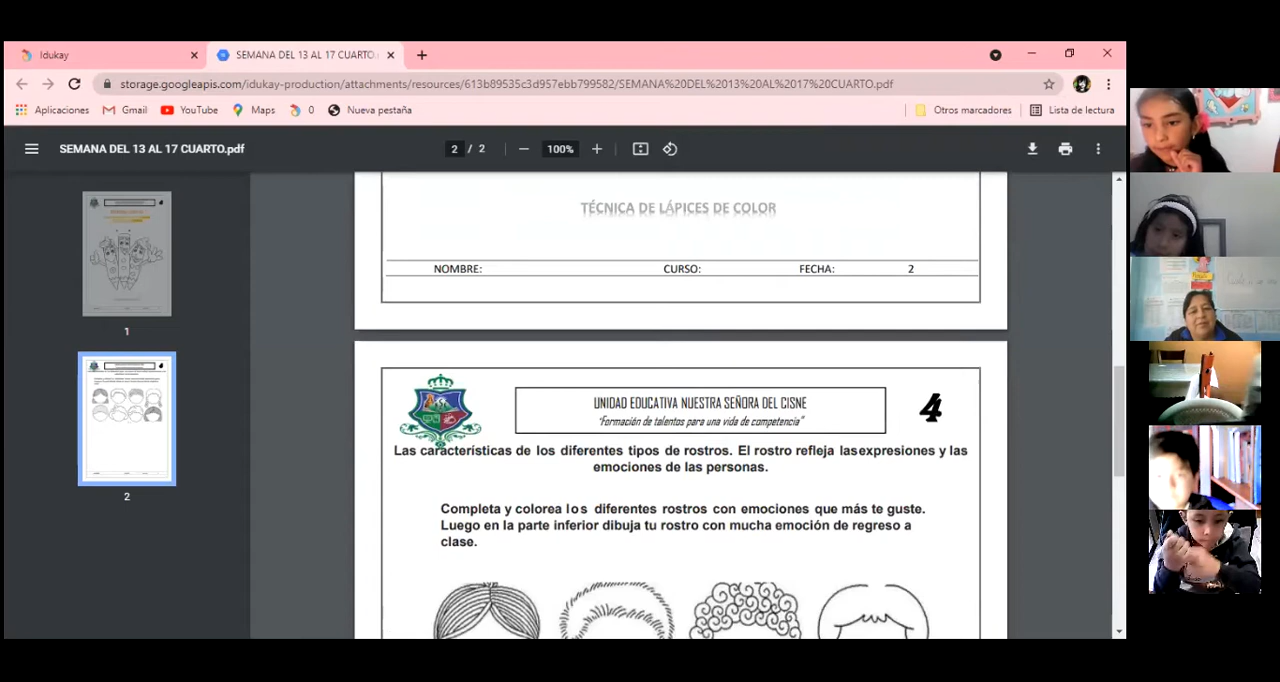 Idukay
SEMANA DEL 13 AL 17 CUARTO.
storage.googleapis.com/idukay-production/attachments/resources/613b89535c3d957ebb799582/SEMANA%20DEL%2013%20AL%2017%20CUARTO.pdf
Aplicaciones Gmail YouTube Maps 0 Nueva pestaña Otros marcadores Lista de lectura
SEMANA DEL 13 AL 17 CUARTO.pdf 2 / 2 100%
1
2
TÉCNICA DE LÁPICES DE COLOR
NOMBRE: CURSO: FECHA: 2
UNIDAD EDUCATIVA NUESTRA SEÑORA DEL CISNE
"Formación de talentos para una vida de competencia"
4
Las características de los diferentes tipos de rostros. El rostro refleja lasexpresiones y las
emociones de las personas.
Completa y colorea los diferentes rostros con emociones que más te guste.
Luego en la parte inferior dibuja tu rostro con mucha emoción de regreso a
clase.